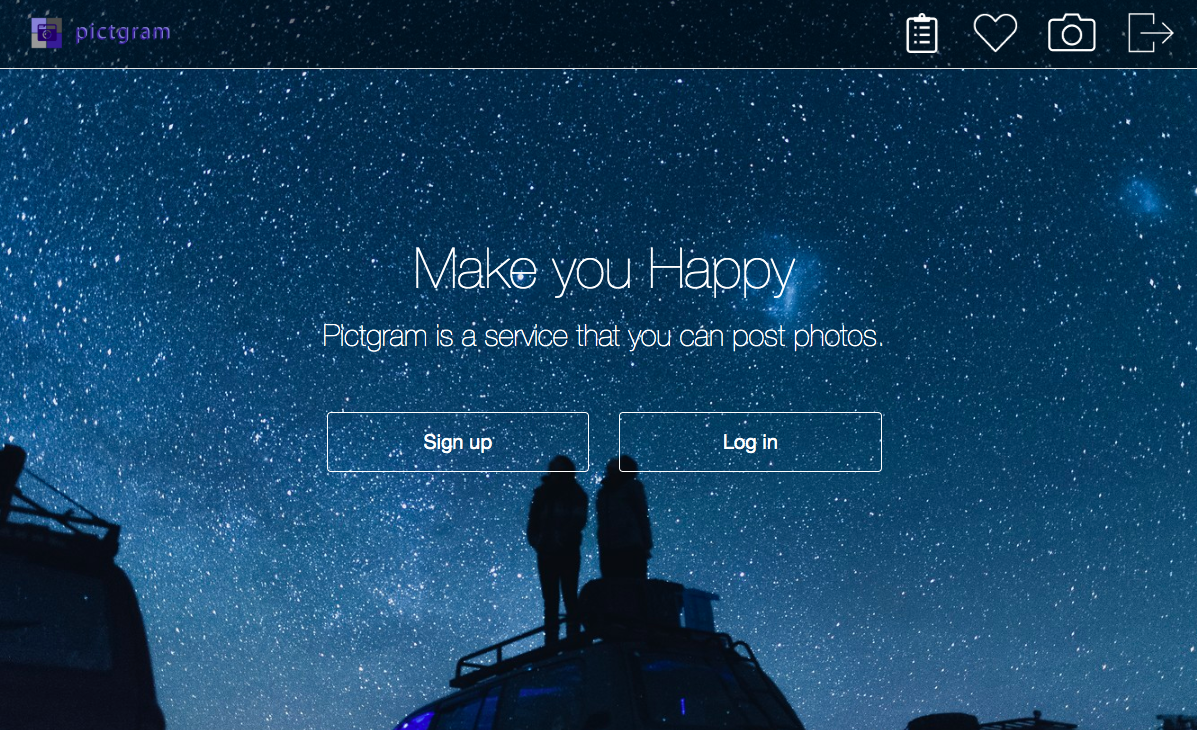 pictgram
Make you Happy
Pictgram is a service that you can post photos.
Sign up
Log in